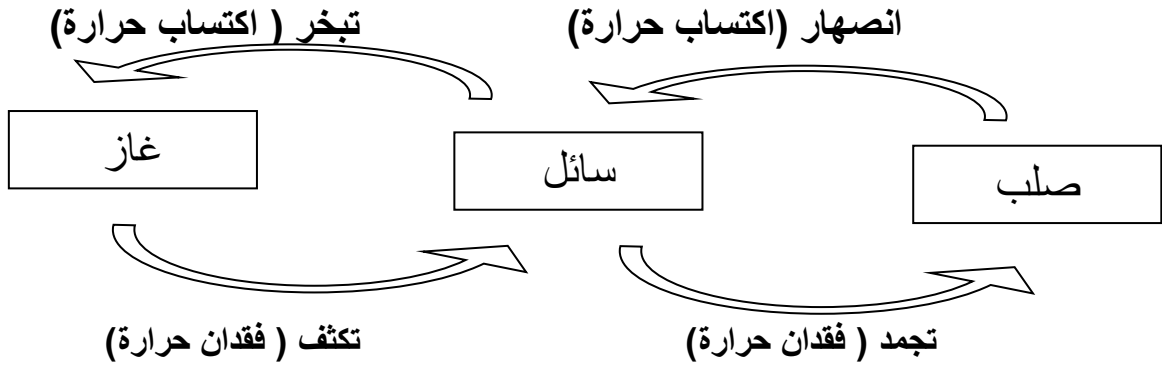 انصهار (اكتساب حرارة)
تبخر ( اكتساب حرارة)
صلب
سائل
غاز
تجمد ( فقدان حرارة)
تكثف ( فقدان حرارة)